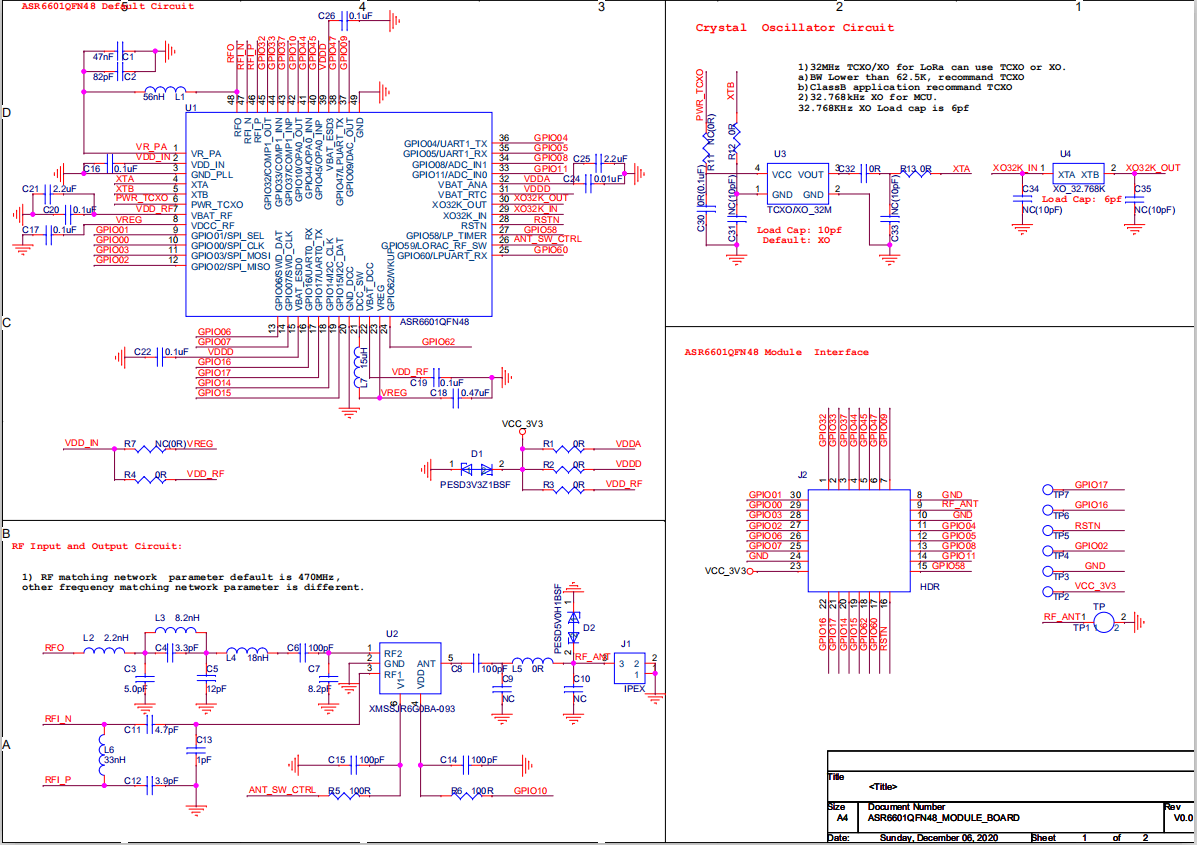 ASR6601QFN48 Default Circuit
5
4
3
2
1
D
C
B
A
C26 0.1uF
47nF C1
82pF C2
56nH L1
RFO
RFI_N
RFI_P
GPIO32
GPIO33
GPIO37
GPIO10
GPIO44
GPIO45
VDDD
GPIO47
GPIO09
48
47
46
45
44
43
42
41
40
39
38
37
49
U1
RFO
RFI_N
RFI_P
GPIO32/COMP1_OUT
GPIO33/COMP1_INN
GPIO37/COMP1_INP
GPIO10/OPA0_OUT
GPIO44/OPA0_INN
GPIO45/OPA0_INP
VBAT_ESD3
GPIO47/LPUART_TX
GPIO09/DAC_OUT
GND
VR_PA 1 VR_PA
VDD_IN 2 VDD_IN
C16 0.1uF 3 GND_PLL
XTA 4 XTA
XTB 5 XTB
PWR_TCXO 6 PWR_TCXO
VDD_RF 7 VBAT_RF
VREG 8 VDCC_RF
GPIO01 9 GPIO01/SPI_SEL
GPIO00 10 GPIO00/SPI_CLK
GPIO03 11 GPIO03/SPI_MOSI
GPIO02 12 GPIO02/SPI_MISO
C21 2.2uF
C20 0.1uF
C17 0.1uF
GPIO04/UART1_TX 36 GPIO04
GPIO05/UART1_RX 35 GPIO05
GPIO08/ADC_IN1 34 GPIO08
GPIO11/ADC_IN0 33 GPIO11
VBAT_ANA 32 VDDA
VBAT_RTC 31 VDDD
XO32K_OUT 30 XO32K_OUT
XO32K_IN 29 XO32K_IN
RSTN 28 RSTN
GPIO58/LP_TIMER 27 GPIO58
GPIO59/LORAC_RF_SW 26 ANT_SW_CTRL
GPIO60/LPUART_RX 25 GPIO60
C25 2.2uF
C24 0.01uF
GPIO06/SWD_DAT
GPIO07/SWD_CLK
VBAT_ESD0
GPIO16/UART0_RX
GPIO17/UART0_TX
GPIO14/I2C_CLK
GPIO15/I2C_DAT
GND_DCC
DCC_SW
VBAT_DCC
VREG
GPIO62/WKUP
13
14
15
16
17
18
19
20
21
22
23
24
ASR6601QFN48
GPIO06
GPIO07
C22 0.1uF VDDD
GPIO16
GPIO17
GPIO14
GPIO15
GPIO62
L7 15uH
VDD_RF
C19 0.1uF
VREG C18 0.47uF
VDD_IN R7 NC(0R) VREG
R4 0R VDD_RF
VCC_3V3
D1
1 2
PESD3V3Z1BSF
R1 0R VDDA
R2 0R VDDD
R3 0R VDD_RF
Crystal Oscillator Circuit
1)32MHz TCXO/XO for LoRa can use TCXO or XO.
a)BW Lower than 62.5K, recommand TCXO
b)ClassB application recommand TCXO
2)32.768kHz XO for MCU.
32.768KHz XO Load cap is 6pf
PWR_TCXO
XTB
R11 NC(0R)
R12 0R
C30 0R(0.1uF)
C31 NC(10pF)
U3
4 VCC VOUT 3
1 GND GND 2
TCXO/XO_32M
Load Cap: 10pf
Default: XO
C32 0R
R13 0R XTA
C33 NC(10pF)
U4
XO32K_IN 1 XTA XTB 2 XO32K_OUT
XO_32.768K
Load Cap: 6pf
C34
NC(10pF)
C35
NC(10pF)
ASR6601QFN48 Module Interface
GPIO32
GPIO33
GPIO37
GPIO44
GPIO45
GPIO47
GPIO09
J2
1
2
3
4
5
6
7
GPIO01 30
GPIO00 29
GPIO03 28
GPIO02 27
GPIO06 26
GPIO07 25
GND 24
VCC_3V3 23
8 GND
9 RF_ANT
10 GND
11 GPIO04
12 GPIO05
13 GPIO08
14 GPIO11
15 GPIO58
HDR
22
21
20
19
18
17
16
GPIO16
GPIO17
GPIO14
GPIO15
GPIO62
GPIO60
RSTN
GPIO17
TP7
GPIO16
TP6
RSTN
TP5
GPIO02
TP4
GND
TP3
VCC_3V3
TP2
TP
RF_ANT 1 2
TP1 1 2
RF Input and Output Circuit:
1) RF matching network parameter default is 470MHz,
other frequency matching network parameter is different.
RFO
L2 2.2nH
L3 8.2nH
C4 3.3pF
C3
5.0pF
C5
12pF
L4 18nH
C6 100pF
C7
8.2pF
U2
1 RF2
2 GND ANT 5
3 RF1
V1
VDD
6
4
XMSSJR6G0BA-093
C8 100pF
L5 0R
C9
NC
C10
NC
PESD5V0H1BSF
1
D2
2
RF_ANT
J1
3 2
1
2
1
IPEX
RFI_N
C11 4.7pF
L6
33nH
C13
1pF
RFI_P
C12 3.9pF
C15 100pF
C14 100pF
ANT_SW_CTRL R5 100R
R6 100R GPIO10
Title
<Title>
Size Document Number Rev
A4 ASR6601QFN48_MODULE_BOARD V0.0
Date: Sunday, December 06, 2020 Sheet 1 of 2